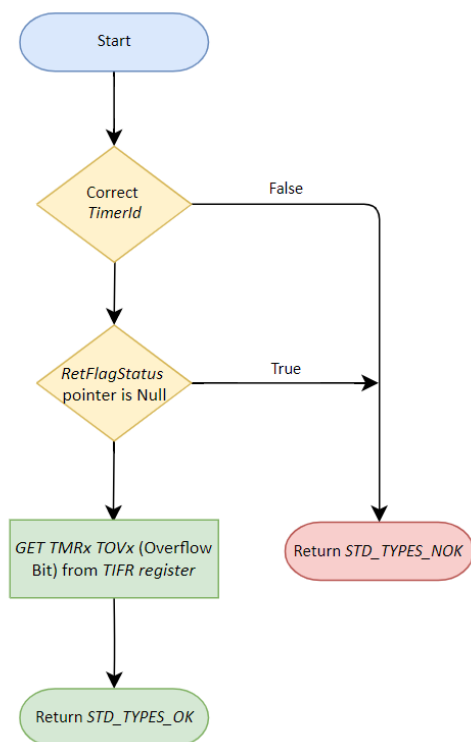 Start
Correct
TimerId
False
RetFlagStatus
pointer is Null
True
GET TMRx TOVx (Overflow
Bit) from TIFR register
Return STD_TYPES_NOK
Return STD_TYPES_OK